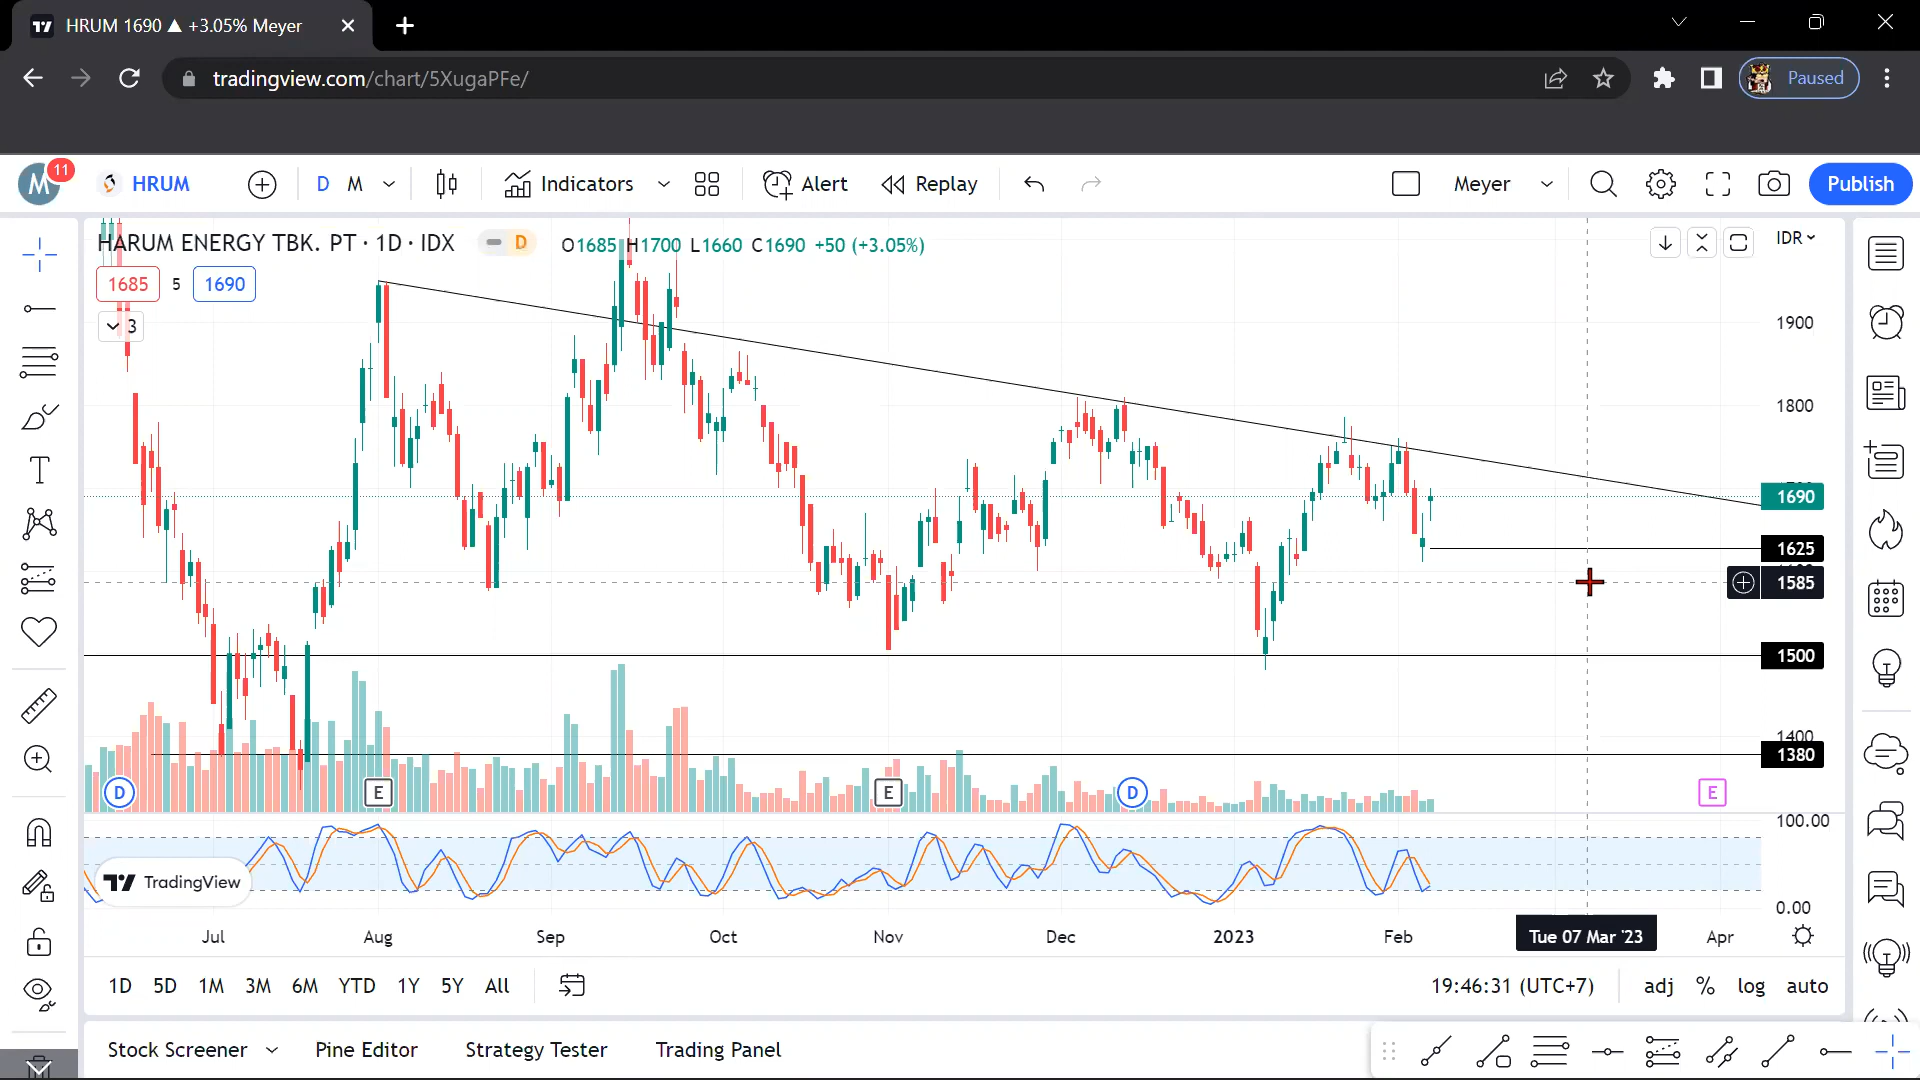 HRUM 1690 ▲ +3.05% Meyer
tradingview.com/chart/5XugaPFe/
Paused
M 11 HRUM D M Indicators Alert Replay Meyer Publish
HARUM ENERGY TBK. PT · 1D · IDX D O1685 H1700 L1660 C1690 +50 (+3.05%) IDR
1685 5 1690
3
1900
1800
1690
1625
1585
1500
1400
1380
D E E D E
100.00
TradingView
0.00
Jul Aug Sep Oct Nov Dec 2023 Feb Tue 07 Mar '23 Apr
1D 5D 1M 3M 6M YTD 1Y 5Y All 19:46:31 (UTC+7) adj % log auto
Stock Screener Pine Editor Strategy Tester Trading Panel